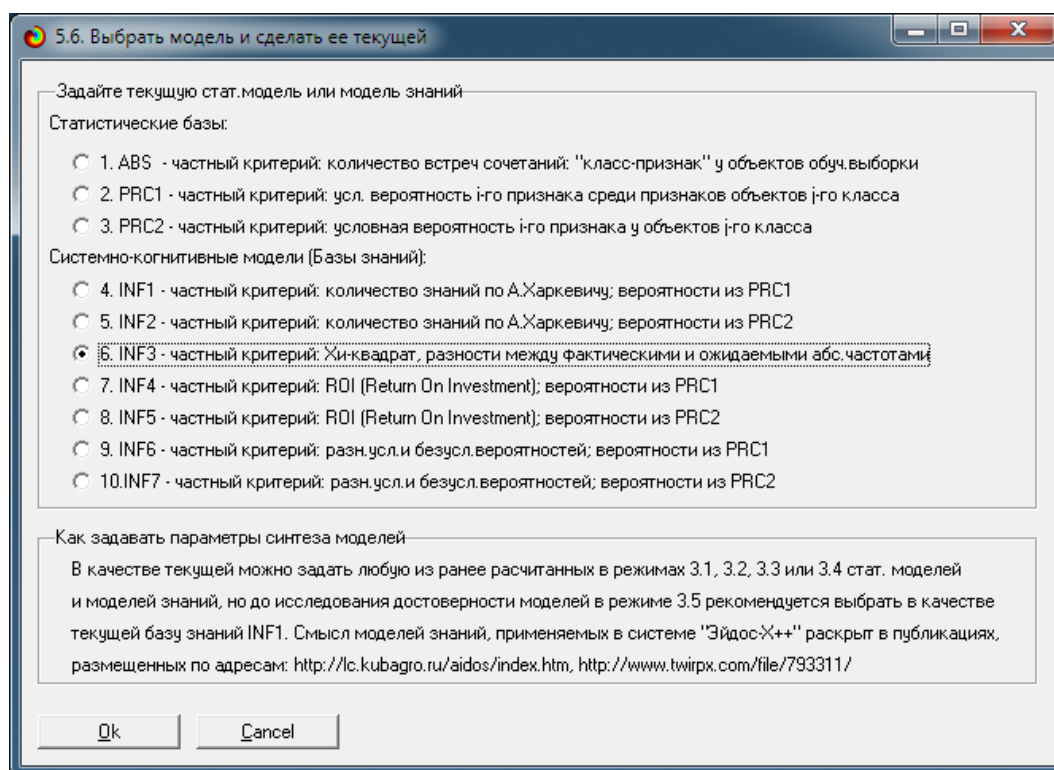 5.6. Выбрать модель и сделать ее текущей
Задайте текущую стат.модель или модель знаний
Статистические базы:
1. ABS - частный критерий: количество встреч сочетаний: "класс-признак" у объектов обуч.выборки
2. PRC1 - частный критерий: усл. вероятность i-го признака среди признаков объектов j-го класса
3. PRC2 - частный критерий: условная вероятность i-го признака у объектов j-го класса
Системно-когнитивные модели (Базы знаний):
4. INF1 - частный критерий: количество знаний по А.Харкевичу; вероятности из PRC1
5. INF2 - частный критерий: количество знаний по А.Харкевичу; вероятности из PRC2
6. INF3 - частный критерий: Хи-квадрат, разности между фактическими и ожидаемыми абс.частотами
7. INF4 - частный критерий: ROI (Return On Investment); вероятности из PRC1
8. INF5 - частный критерий: ROI (Return On Investment); вероятности из PRC2
9. INF6 - частный критерий: разн.усл.и безусл.вероятностей; вероятности из PRC1
10.INF7 - частный критерий: разн.усл.и безусл.вероятностей; вероятности из PRC2
Как задавать параметры синтеза моделей
В качестве текущей можно задать любую из ранее расчитанных в режимах 3.1, 3.2, 3.3 или 3.4 стат. моделей
и моделей знаний, но до исследования достоверности моделей в режиме 3.5 рекомендуется выбрать в качестве
текущей базу знаний INF1. Смысл моделей знаний, применяемых в системе "Эйдос-X++" раскрыт в публикациях,
размещенных по адресам: http://lc.kubagro.ru/aidos/index.htm, http://www.twirpx.com/file/793311/
Ok Cancel